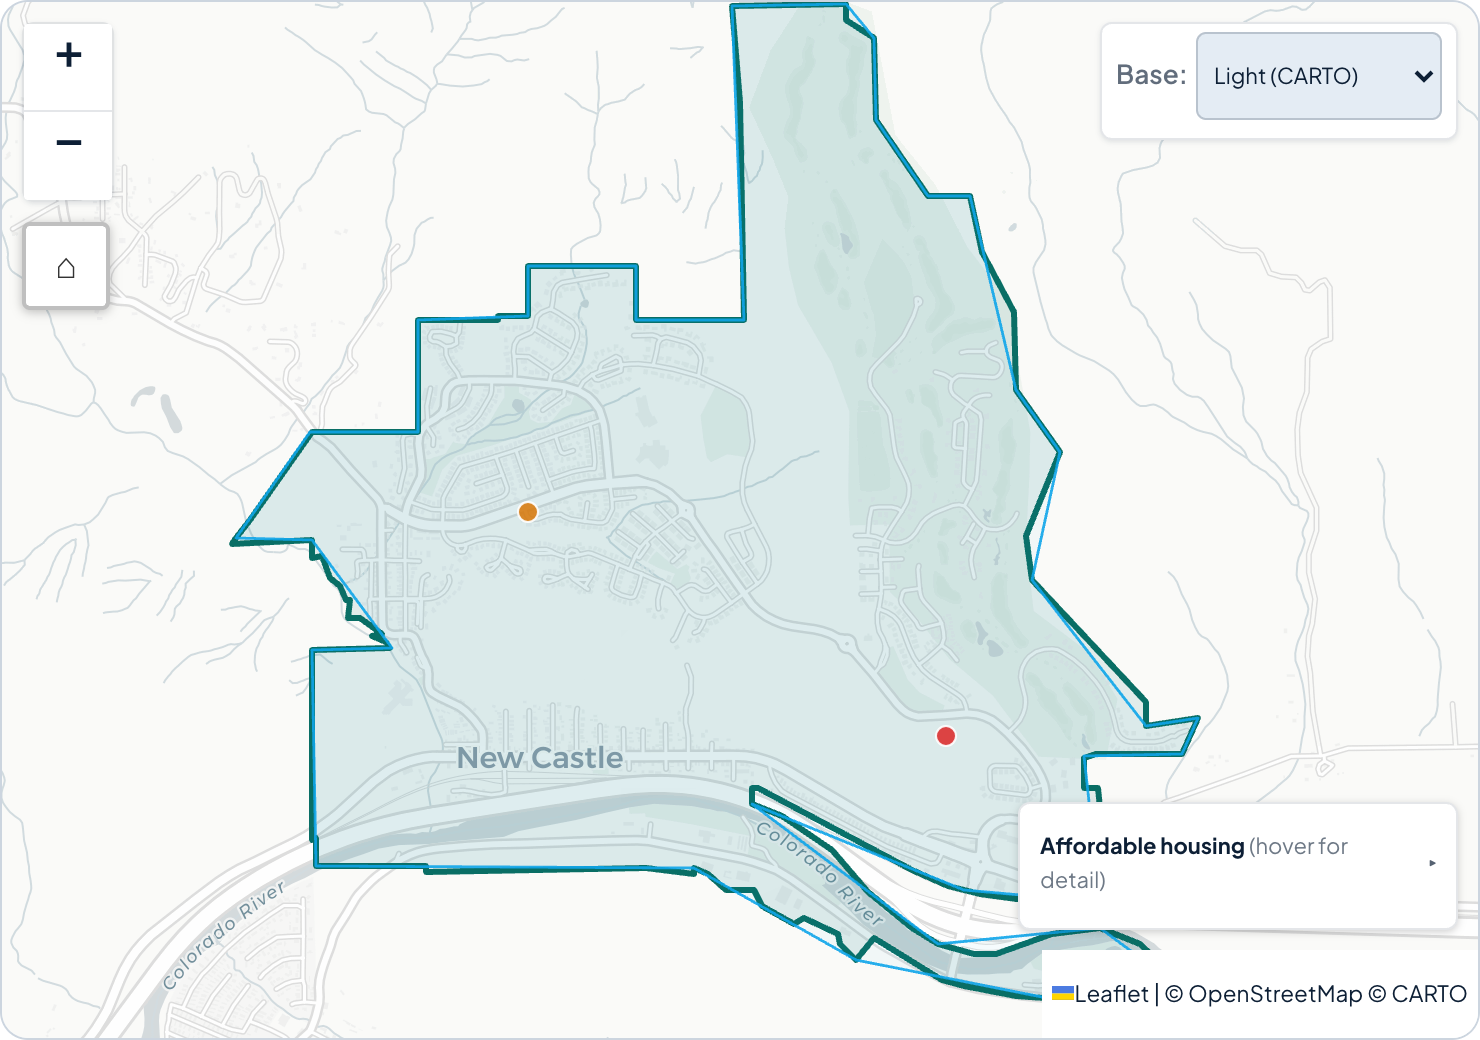 +
Base: Light (CARTO)
−
New Castle
Colorado River
Affordable housing (hover for
detail)
Colorado River
Leaflet | © OpenStreetMap © CARTO